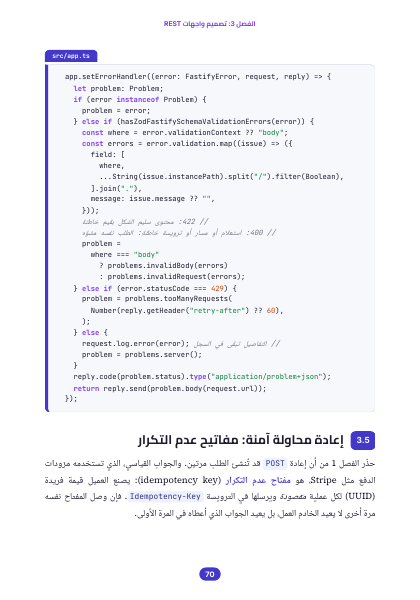 الفصل 3: تصميم واجهات REST
src/app.ts
app.setErrorHandler((error: FastifyError, request, reply) => {
let problem: Problem;
if (error instanceof Problem) {
problem = error;
} else if (hasZodFastifySchemaValidationErrors(error)) {
const where = error.validationContext ?? "body";
const errors = error.validation.map((issue) => ({
field: [
where,
...String(issue.instancePath).split("/").filter(Boolean),
].join("."),
message: issue.message ?? "",
}));
// 422: محتوى سليم الشكل بقيم خاطئة
// 400: استعلام أو مسار أو ترويسة خاطئة: الطلب نفسه مشوّه
problem =
where === "body"
? problems.invalidBody(errors)
: problems.invalidRequest(errors);
} else if (error.statusCode === 429) {
problem = problems.tooManyRequests(
Number(reply.getHeader("retry-after") ?? 60),
);
} else {
request.log.error(error); // التفاصيل تبقى في السجل
problem = problems.server();
}
reply.code(problem.status).type("application/problem+json");
return reply.send(problem.body(request.url));
});
3.5 إعادة محاولة آمنة: مفاتيح عدم التكرار
حذّر الفصل 1 من أن إعادة POST قد تُنشئ الطلب مرتين. والجواب القياسي، الذي تستخدمه مزودات
الدفع مثل Stripe، هو مفتاح عدم التكرار (idempotency key): يصنع العميل قيمة فريدة
(UUID) لكل عملية مقصودة ويرسلها في الترويسة Idempotency-Key. فإن وصل المفتاح نفسه
مرة أخرى لا يعيد الخادم العمل، بل يعيد الجواب الذي أعطاه في المرة الأولى.
70